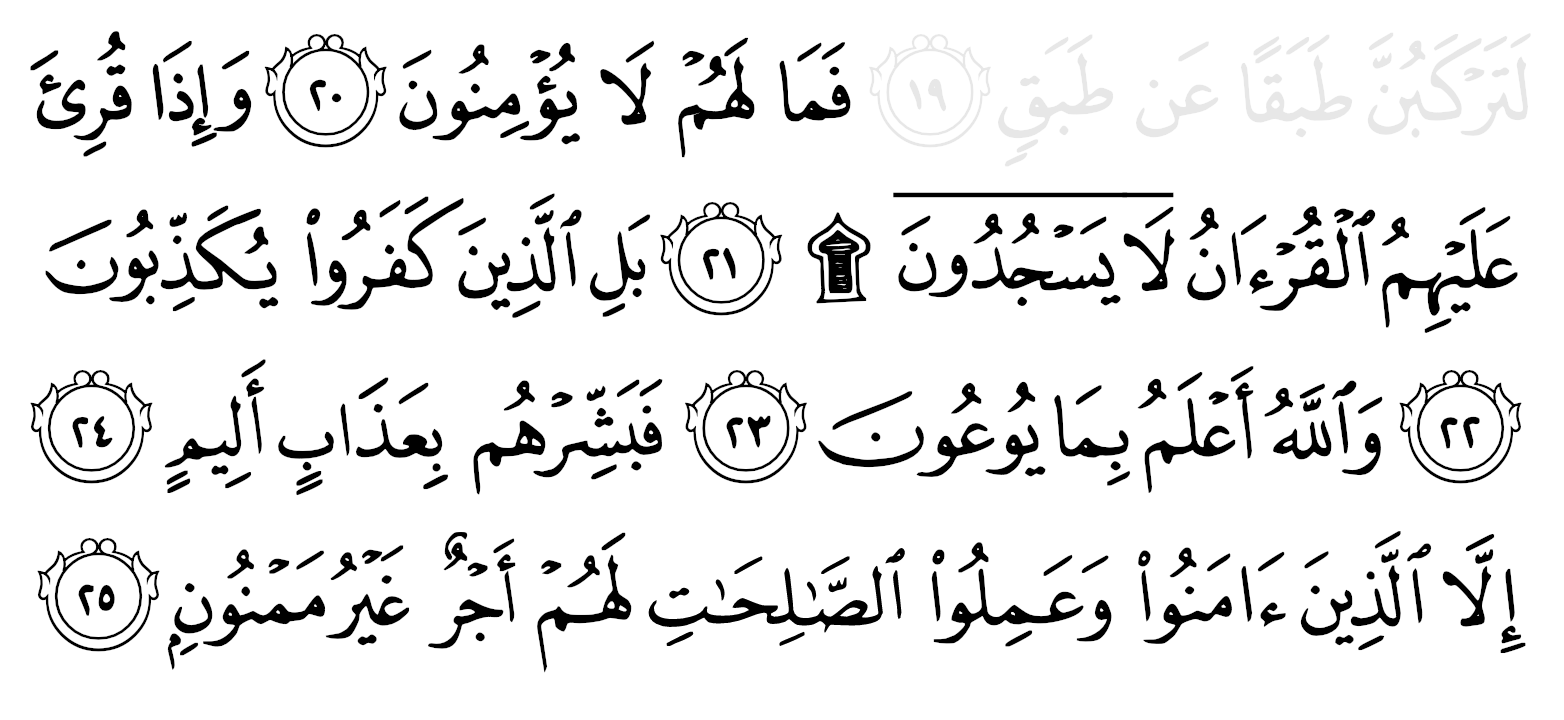 لَتَرْكَبُنَّ طَبَقًا عَن طَبَقٍ ١٩ فَمَا لَهُمْ لَا يُؤْمِنُونَ ٢٠ وَإِذَا قُرِئَ
عَلَيْهِمُ ٱلْقُرْءَانُ لَا يَسْجُدُونَ ۩ ٢١ بَلِ ٱلَّذِينَ كَفَرُوا۟ يُكَذِّبُونَ
٢٢ وَٱللَّهُ أَعْلَمُ بِمَا يُوعُونَ ٢٣ فَبَشِّرْهُم بِعَذَابٍ أَلِيمٍ ٢٤
إِلَّا ٱلَّذِينَ ءَامَنُوا۟ وَعَمِلُوا۟ ٱلصَّـٰلِحَـٰتِ لَهُمْ أَجْرٌ غَيْرُ مَمْنُونٍۭ ٢٥